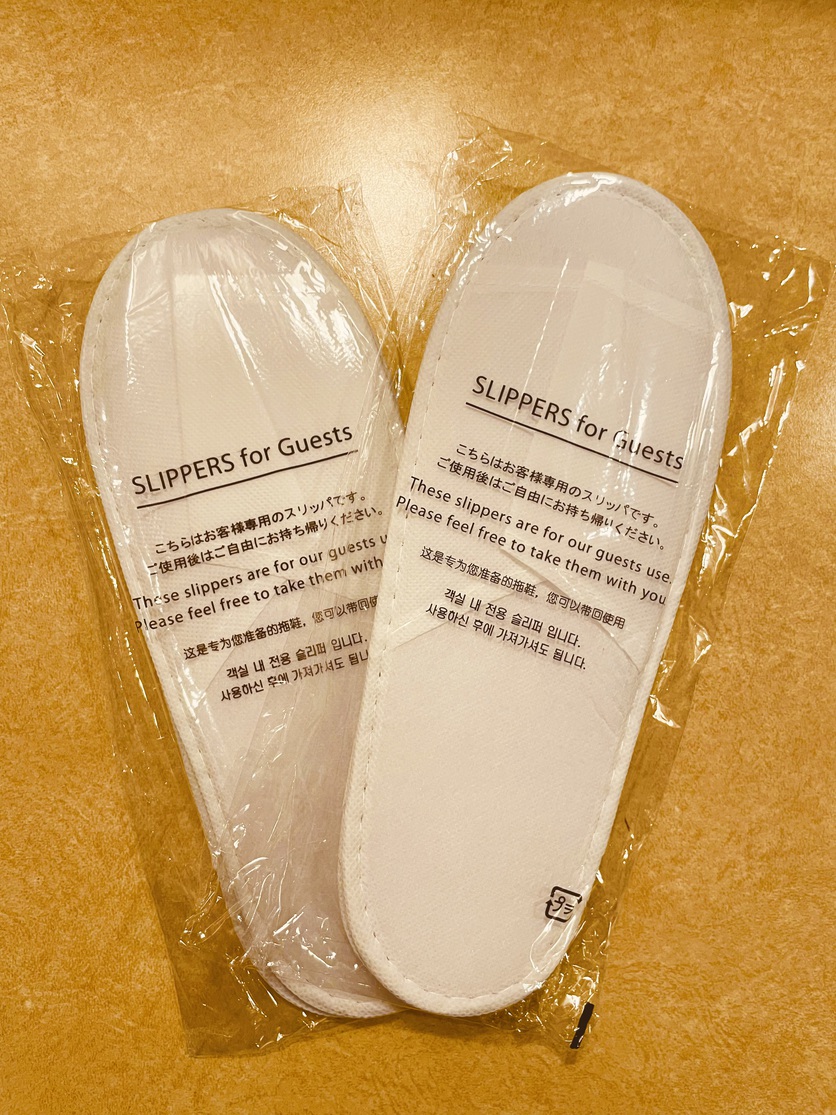 SLIPPERS for Guests
こちらはお客様専用のスリッパです。
ご使用後はご自由にお持ち帰りください。
These slippers are for our guests u
Please feel free to take them with
这是专为您准备的拖鞋，您可以带回使
객실 내 전용 슬리퍼 입니다.
사용하신 후에 가져가셔도 됩니
SLIPPERS for Guests
こちらはお客様専用のスリッパです。
ご使用後はご自由にお持ち帰りください。
These slippers are for our guests use.
Please feel free to take them with you
这是专为您准备的拖鞋，您可以带回使用
객실 내 전용 슬리퍼 입니다.
사용하신 후에 가져가셔도 됩니다.
プラ